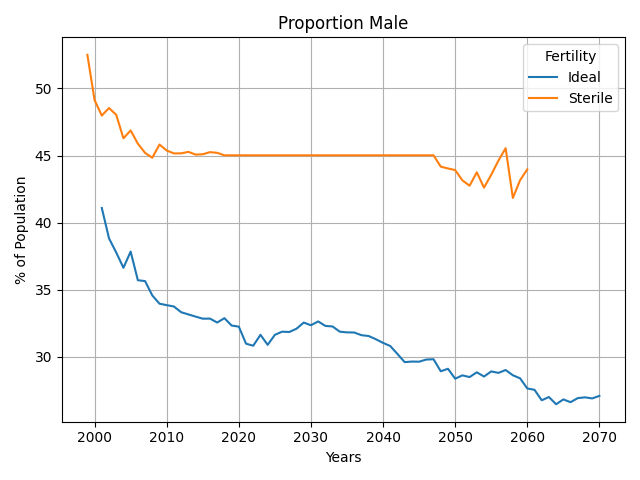 Proportion Male
Fertility
Ideal
Sterile
% of Population
50
45
40
35
30
2000 2010 2020 2030 2040 2050 2060 2070
Years